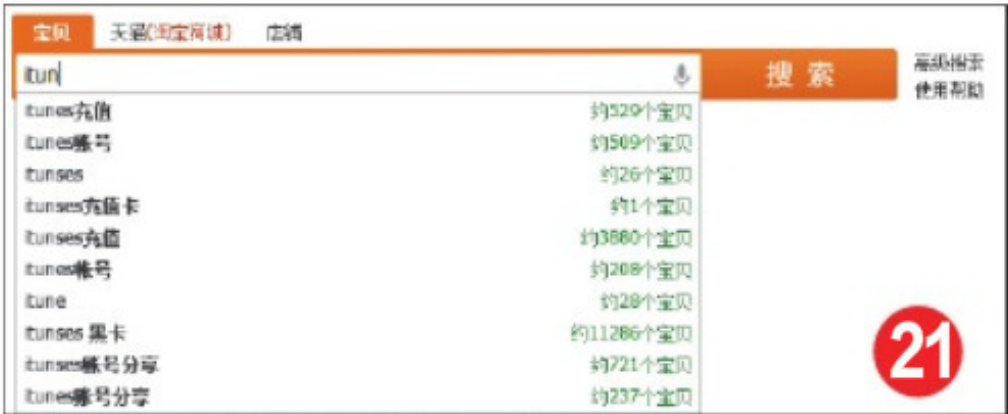 宝贝 天猫(淘宝商城) 店铺
itun 搜 索 高级搜索
使用帮助
itunes充值 约529个宝贝
itunes账号 约509个宝贝
itunses 约26个宝贝
itunses充值卡 约1个宝贝
itunses充值 约3880个宝贝
itunes帐号 约208个宝贝
itune 约28个宝贝
itunses 黑卡 约11286个宝贝
itunses账号分享 约721个宝贝
itunes账号分享 约237个宝贝
21